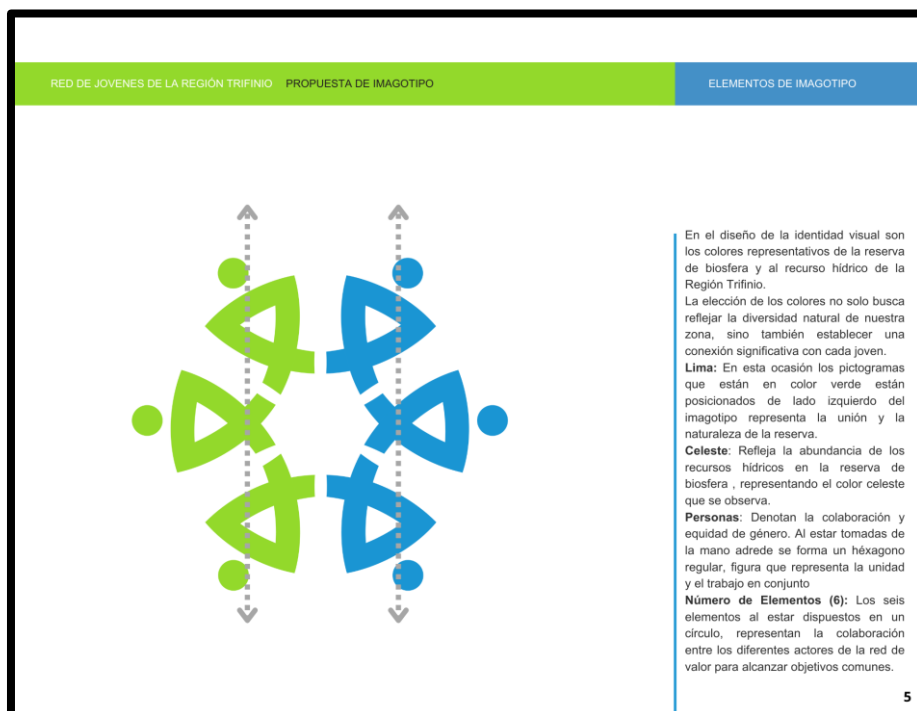 RED DE JOVENES DE LA REGIÓN TRIFINIO PROPUESTA DE IMAGOTIPO
ELEMENTOS DE IMAGOTIPO
En el diseño de la identidad visual son
los colores representativos de la reserva
de biosfera y al recurso hídrico de la
Región Trifinio.
La elección de los colores no solo busca
reflejar la diversidad natural de nuestra
zona, sino también establecer una
conexión significativa con cada joven.
Lima: En esta ocasión los pictogramas
que están en color verde están
posicionados de lado izquierdo del
imagotipo representa la unión y la
naturaleza de la reserva.
Celeste: Refleja la abundancia de los
recursos hídricos en la reserva de
biosfera , representando el color celeste
que se observa.
Personas: Denotan la colaboración y
equidad de género. Al estar tomadas de
la mano adrede se forma un héxagono
regular, figura que representa la unidad
y el trabajo en conjunto
Número de Elementos (6): Los seis
elementos al estar dispuestos en un
círculo, representan la colaboración
entre los diferentes actores de la red de
valor para alcanzar objetivos comunes.
5